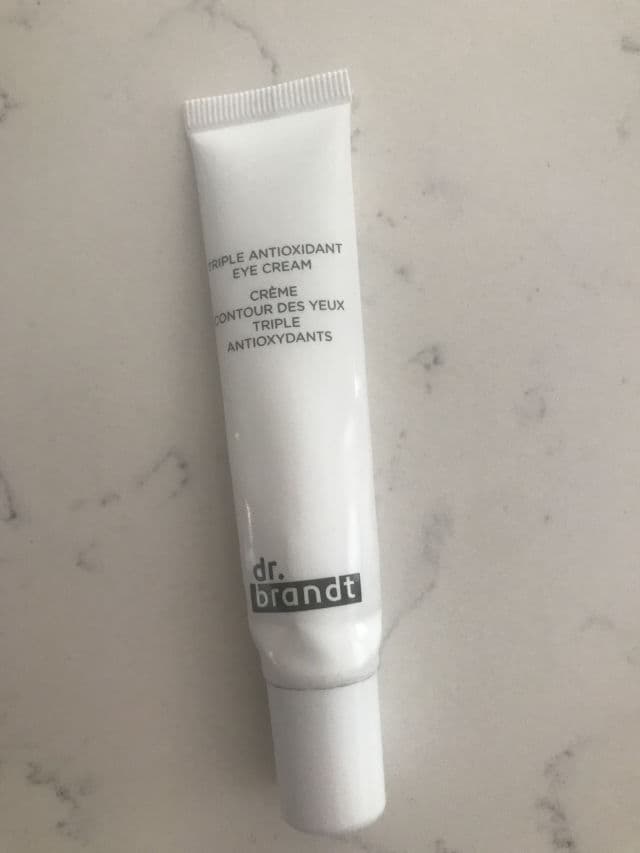 TRIPLE ANTIOXIDANT
EYE CREAM
CRÈME
CONTOUR DES YEUX
TRIPLE
ANTIOXYDANTS
dr.
brandt